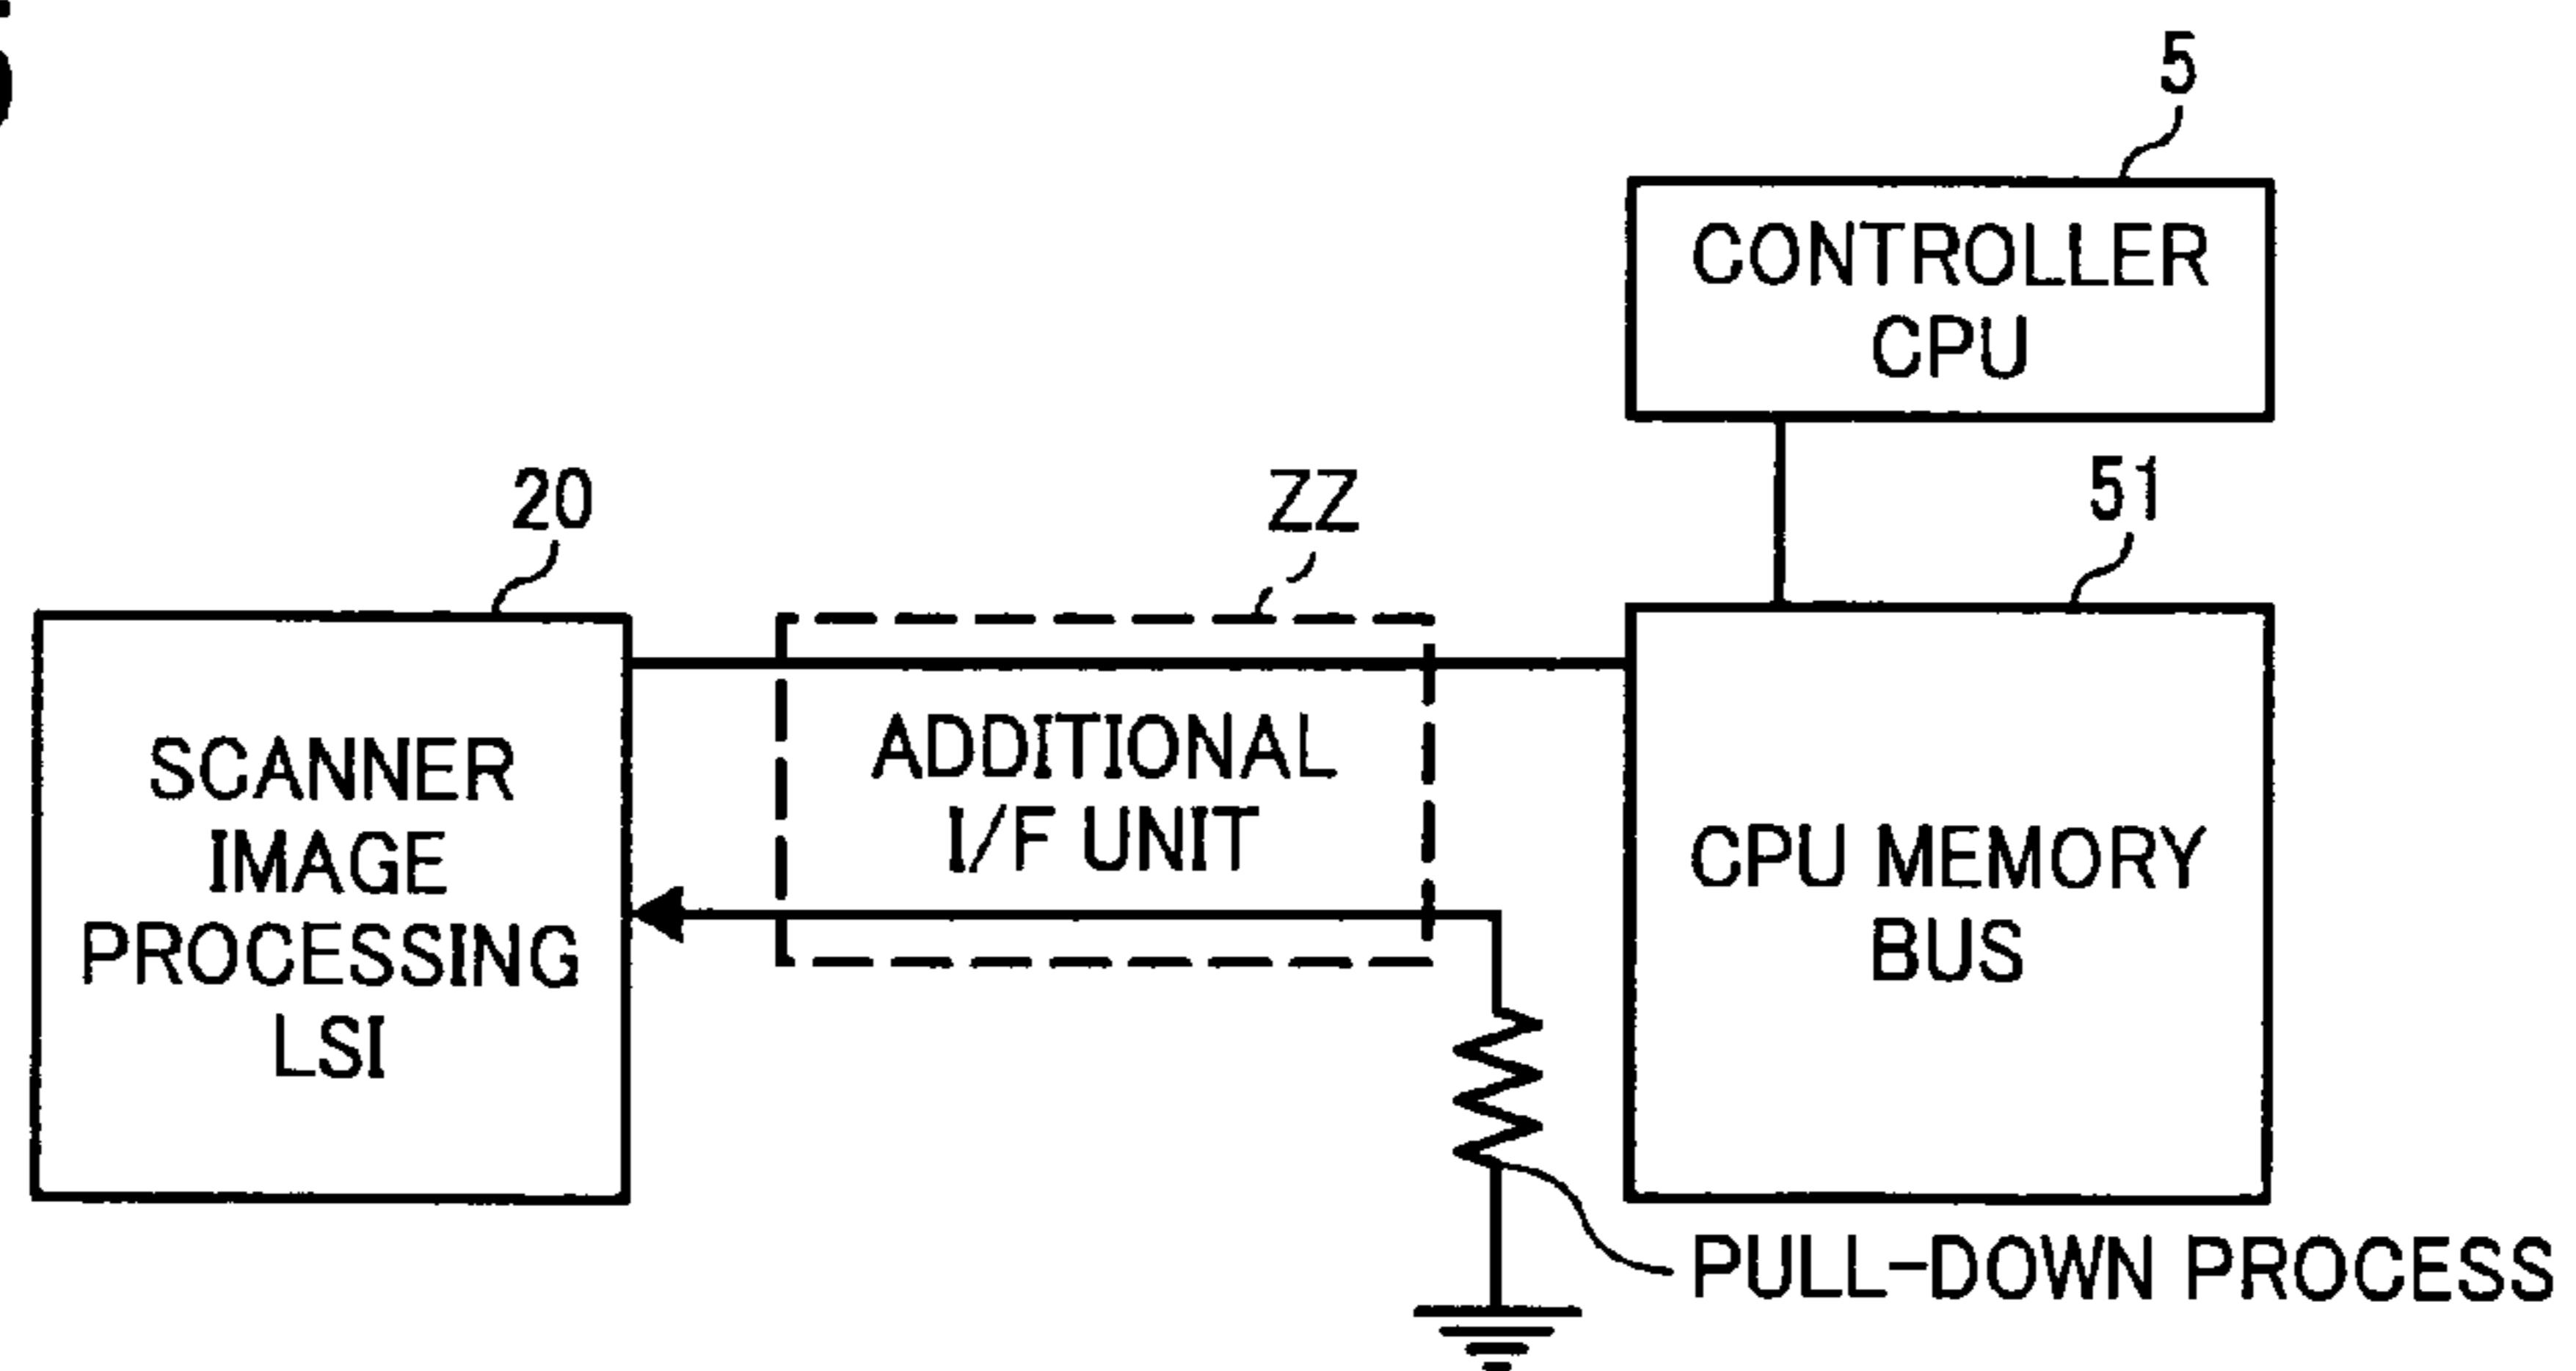 5
CONTROLLER
CPU
20
ZZ
51
SCANNER
IMAGE
PROCESSING
LSI
ADDITIONAL
I/F UNIT
CPU MEMORY
BUS
PULL-DOWN PROCESS